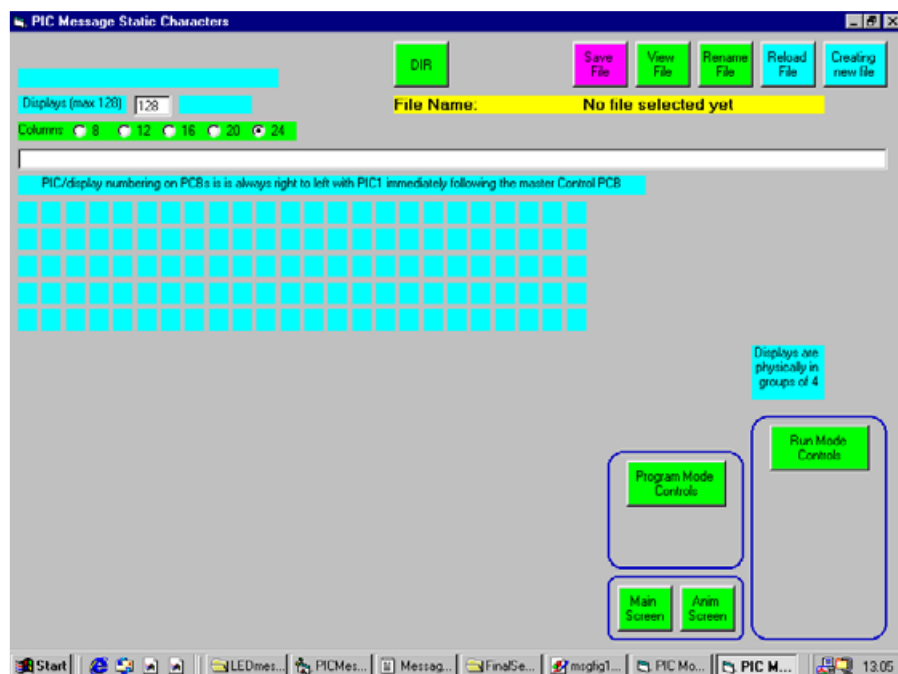 PIC Message Static Characters
DIR
Save File
View File
Rename File
Reload File
Creating new file
Displays (max 128) 128
File Name: No file selected yet
Columns 8 12 16 20 24
PIC/display numbering on PCBs is is always right to left with PIC1 immediately following the master Control PCB
Displays are
physically in
groups of 4
Run Mode
Controls
Program Mode
Controls
Main
Screen
Anim
Screen
Start LEDmes... PICMes... Messag... FinalSe... PIC Mo... PIC M... 13.05